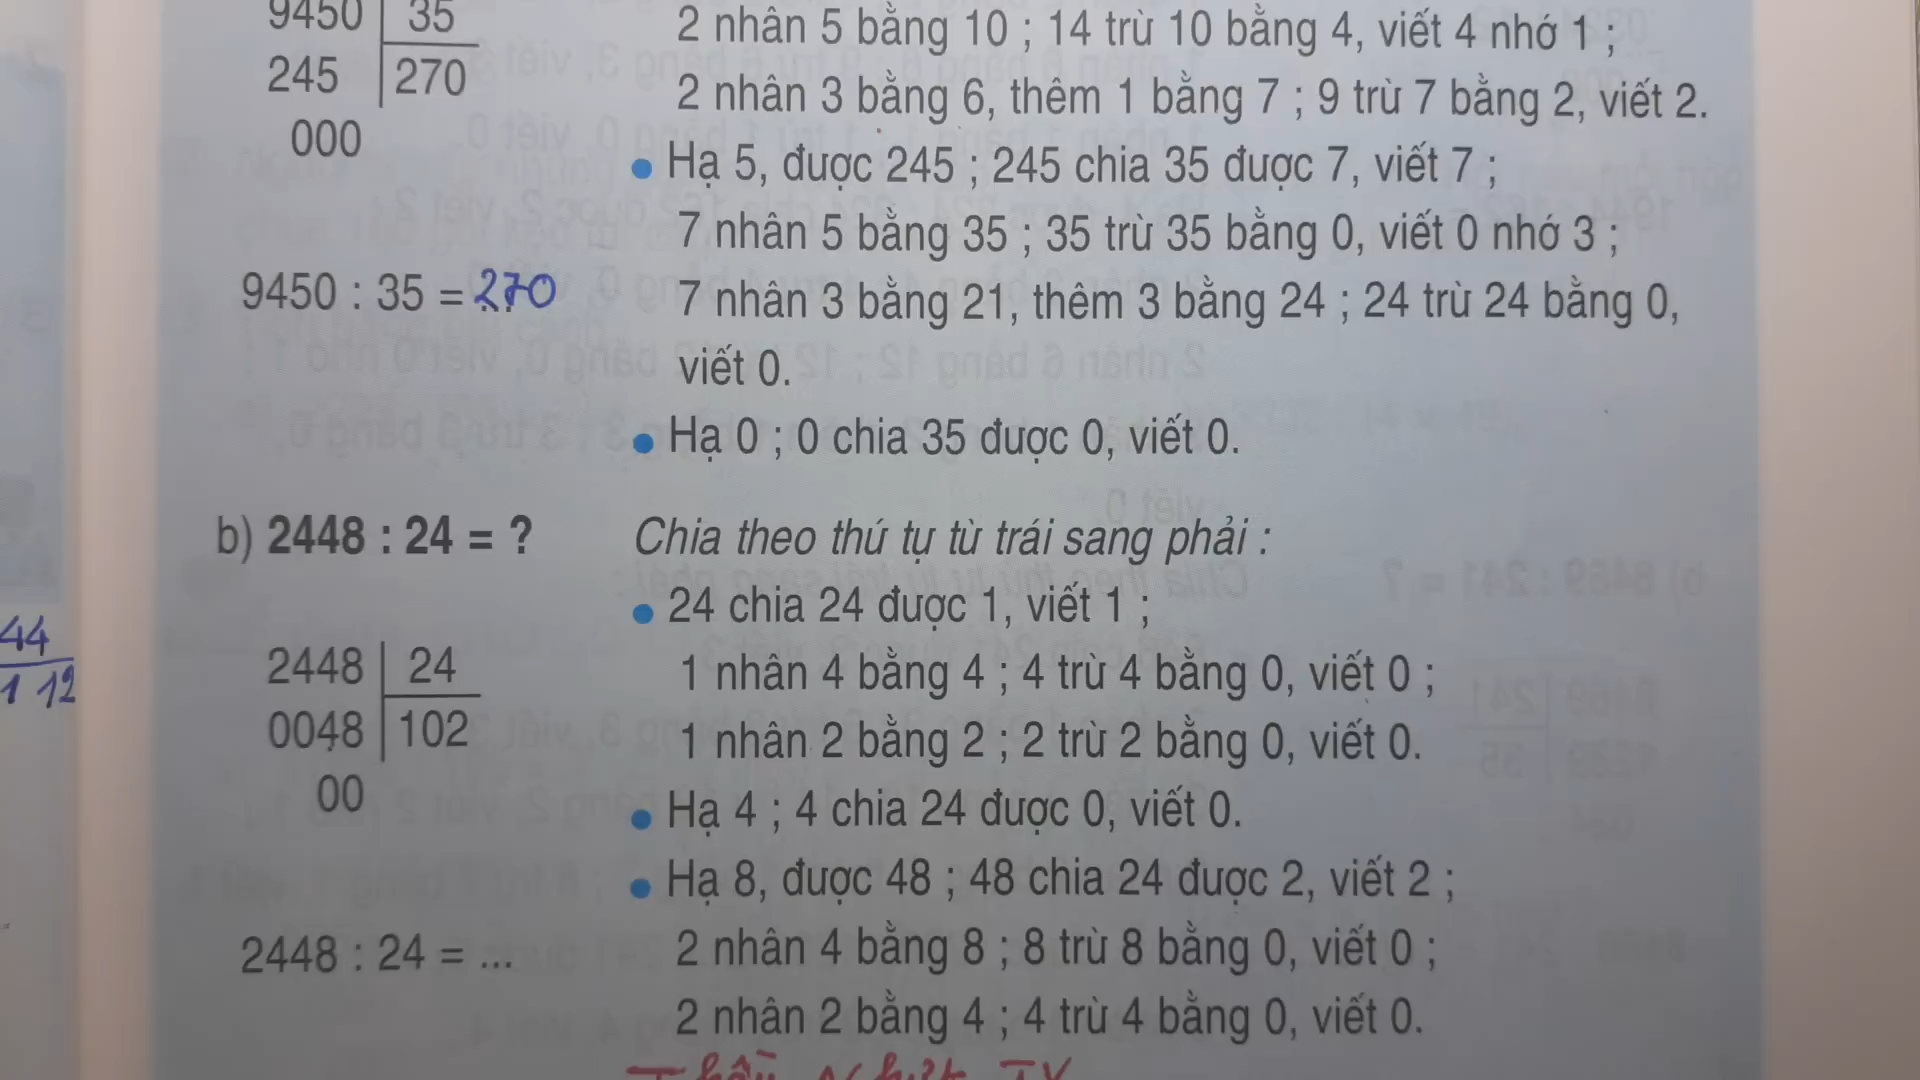 9450 35
2 nhân 5 bằng 10 ; 14 trừ 10 bằng 4, viết 4 nhớ 1 ;
245 270
2 nhân 3 bằng 6, thêm 1 bằng 7 ; 9 trừ 7 bằng 2, viết 2.
000
• Hạ 5, được 245 ; 245 chia 35 được 7, viết 7 ;
7 nhân 5 bằng 35 ; 35 trừ 35 bằng 0, viết 0 nhớ 3 ;
9450 : 35 = 270
7 nhân 3 bằng 21, thêm 3 bằng 24 ; 24 trừ 24 bằng 0,
viết 0.
• Hạ 0 ; 0 chia 35 được 0, viết 0.
b) 2448 : 24 = ?
Chia theo thứ tự từ trái sang phải :
• 24 chia 24 được 1, viết 1 ;
44
2448 24
1 nhân 4 bằng 4 ; 4 trừ 4 bằng 0, viết 0 ;
1 12
0048 102
1 nhân 2 bằng 2 ; 2 trừ 2 bằng 0, viết 0.
00
• Hạ 4 ; 4 chia 24 được 0, viết 0.
• Hạ 8, được 48 ; 48 chia 24 được 2, viết 2 ;
2448 : 24 = ...
2 nhân 4 bằng 8 ; 8 trừ 8 bằng 0, viết 0 ;
2 nhân 2 bằng 4 ; 4 trừ 4 bằng 0, viết 0.